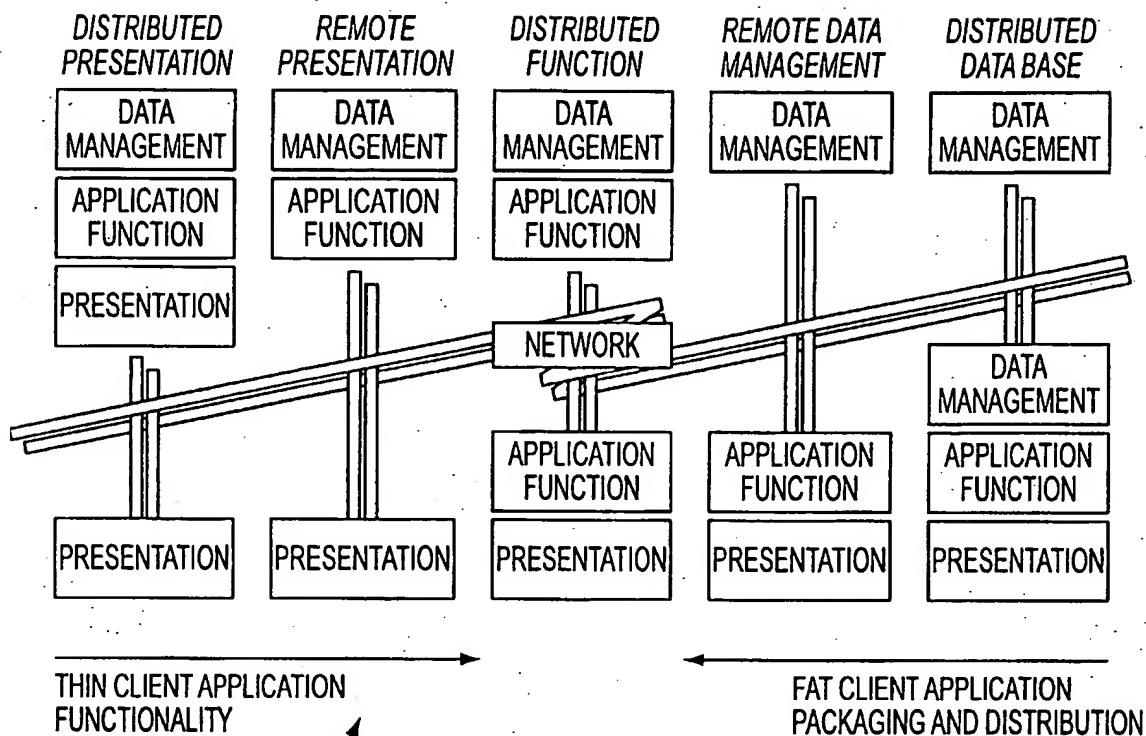 DISTRIBUTED
PRESENTATION
REMOTE
PRESENTATION
DISTRIBUTED
FUNCTION
REMOTE DATA
MANAGEMENT
DISTRIBUTED
DATA BASE
DATA
MANAGEMENT
DATA
MANAGEMENT
DATA
MANAGEMENT
DATA
MANAGEMENT
DATA
MANAGEMENT
APPLICATION
FUNCTION
APPLICATION
FUNCTION
APPLICATION
FUNCTION
PRESENTATION
NETWORK
DATA
MANAGEMENT
APPLICATION
FUNCTION
APPLICATION
FUNCTION
APPLICATION
FUNCTION
PRESENTATION
PRESENTATION
PRESENTATION
PRESENTATION
PRESENTATION
THIN CLIENT APPLICATION
FUNCTIONALITY
FAT CLIENT APPLICATION
PACKAGING AND DISTRIBUTION